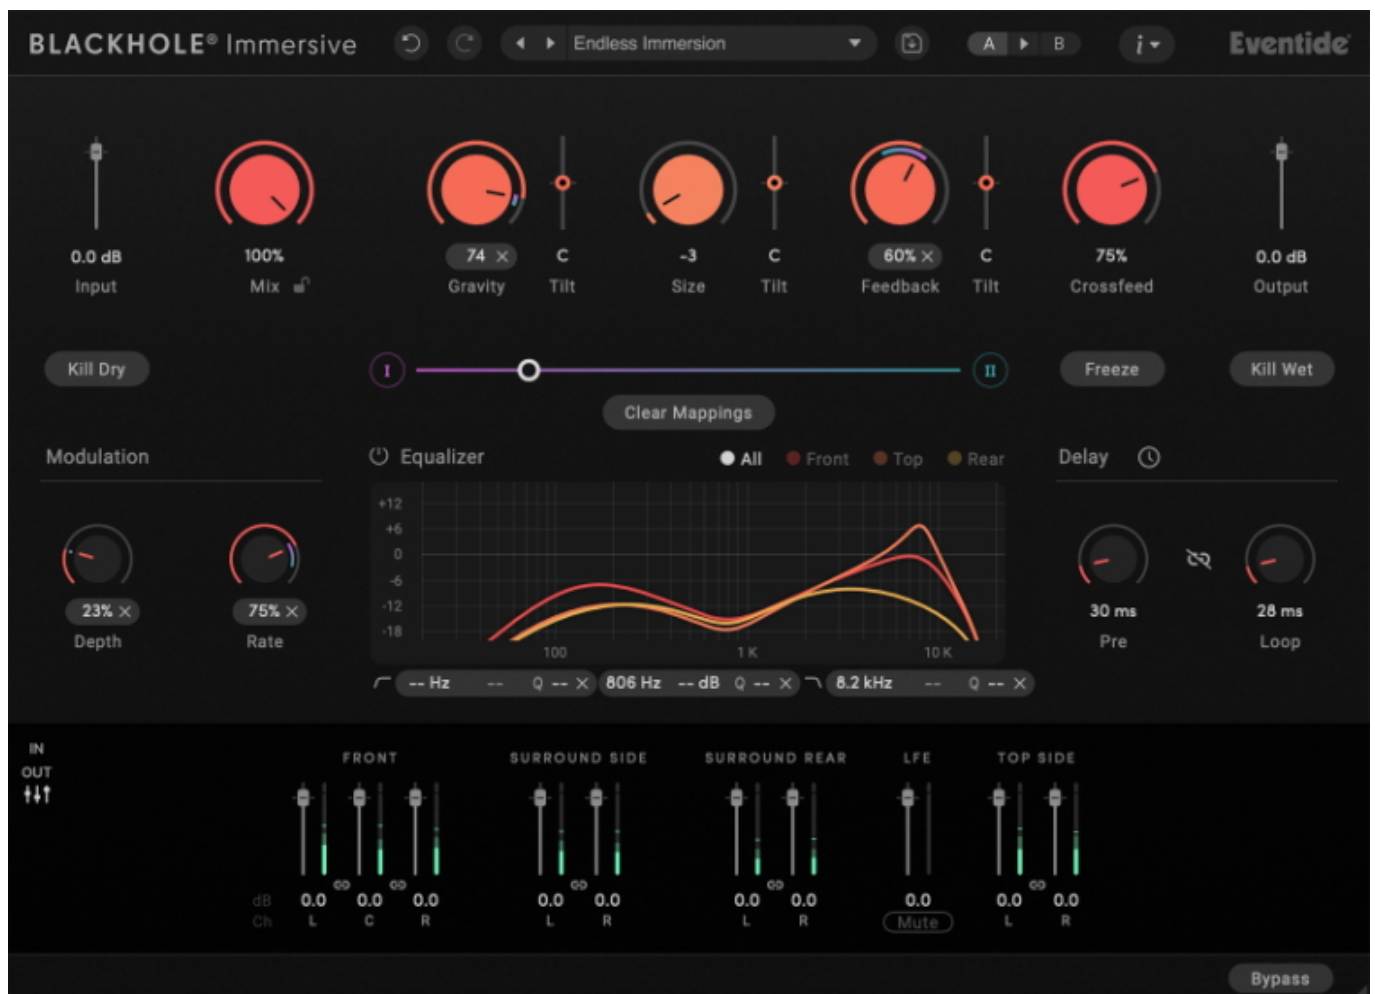 BLACKHOLE® Immersive
Endless Immersion
A B
i
Eventide
0.0 dB 100% 74 × C -3 C 60% × C 75% 0.0 dB
Input Mix Gravity Tilt Size Tilt Feedback Tilt Crossfeed Output
Kill Dry I II Freeze Kill Wet
Clear Mappings
Modulation Equalizer All Front Top Rear Delay
+12
+6
0
-6
-12
-18
100 1 K 10 K
23% × 75% × 30 ms 28 ms
Depth Rate Pre Loop
-- Hz -- Q -- × 806 Hz -- dB Q -- × 8.2 kHz -- Q -- ×
IN
OUT
FRONT SURROUND SIDE SURROUND REAR LFE TOP SIDE
dB 0.0 0.0 0.0 0.0 0.0 0.0 0.0 0.0 0.0 0.0
Ch L C R L R L R Mute L R
Bypass